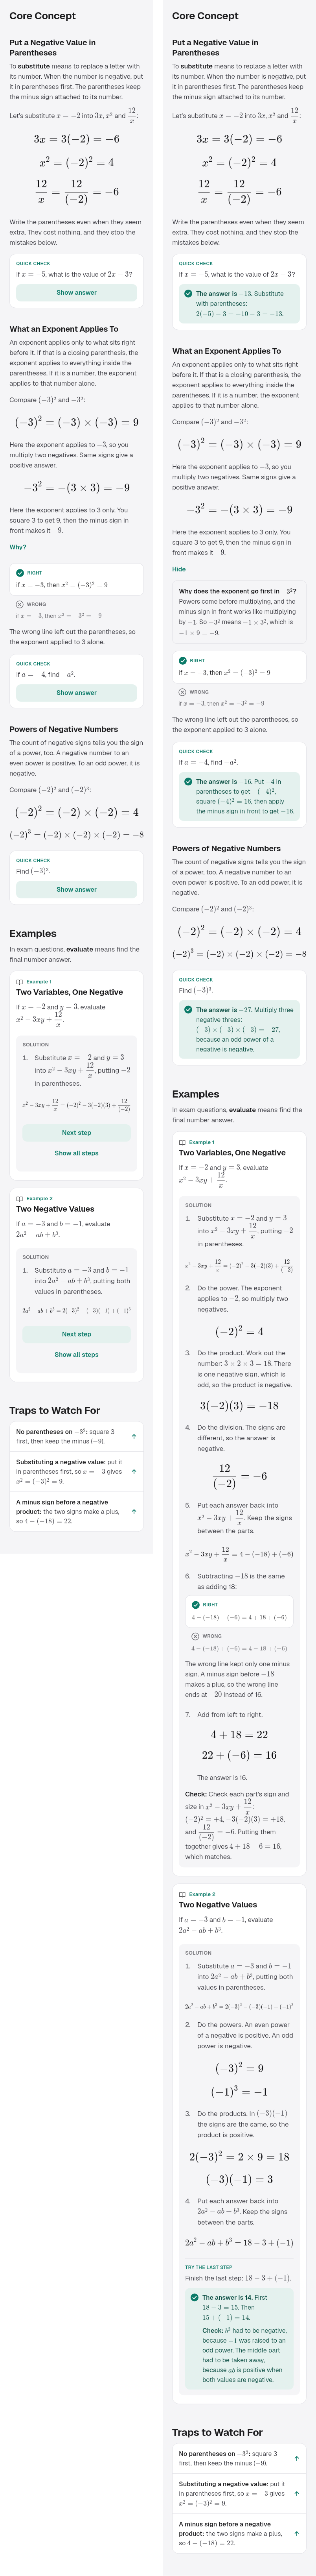 Core Concept
Put a Negative Value in
Parentheses
To substitute means to replace a letter with
its number. When the number is negative, put
it in parentheses first. The parentheses keep
the minus sign attached to its number.
Let's substitute x = −2 into 3x, x² and 12/x:
3x = 3(−2) = −6
x² = (−2)² = 4
12/x = 12/(−2) = −6
Write the parentheses even when they seem
extra. They cost nothing, and they stop the
mistakes below.
QUICK CHECK
If x = −5, what is the value of 2x − 3?
Show answer
What an Exponent Applies To
An exponent applies only to what sits right
before it. If that is a closing parenthesis, the
exponent applies to everything inside the
parentheses. If it is a number, the exponent
applies to that number alone.
Compare (−3)² and −3²:
(−3)² = (−3) × (−3) = 9
Here the exponent applies to −3, so you
multiply two negatives. Same signs give a
positive answer.
−3² = −(3 × 3) = −9
Here the exponent applies to 3 only. You
square 3 to get 9, then the minus sign in
front makes it −9.
Why?
RIGHT
if x = −3, then x² = (−3)² = 9
WRONG
if x = −3, then x² = −3² = −9
The wrong line left out the parentheses, so
the exponent applied to 3 alone.
QUICK CHECK
If a = −4, find −a².
Show answer
Powers of Negative Numbers
The count of negative signs tells you the sign
of a power, too. A negative number to an
even power is positive. To an odd power, it is
negative.
Compare (−2)² and (−2)³:
(−2)² = (−2) × (−2) = 4
(−2)³ = (−2) × (−2) × (−2) = −8
QUICK CHECK
Find (−3)³.
Show answer
Examples
In exam questions, evaluate means find the
final number answer.
Example 1
Two Variables, One Negative
If x = −2 and y = 3, evaluate
x² − 3xy + 12/x.
SOLUTION
1. Substitute x = −2 and y = 3
into x² − 3xy + 12/x, putting −2
in parentheses.
x² − 3xy + 12/x = (−2)² − 3(−2)(3) + 12/(−2)
Next step
Show all steps
Example 2
Two Negative Values
If a = −3 and b = −1, evaluate
2a² − ab + b³.
SOLUTION
1. Substitute a = −3 and b = −1
into 2a² − ab + b³, putting both
values in parentheses.
2a² − ab + b³ = 2(−3)² − (−3)(−1) + (−1)³
Next step
Show all steps
Traps to Watch For
No parentheses on −3²: square 3
first, then keep the minus (−9).
Substituting a negative value: put it
in parentheses first, so x = −3 gives
x² = (−3)² = 9.
A minus sign before a negative
product: the two signs make a plus,
so 4 − (−18) = 22.
Core Concept
Put a Negative Value in
Parentheses
To substitute means to replace a letter with
its number. When the number is negative, put
it in parentheses first. The parentheses keep
the minus sign attached to its number.
Let's substitute x = −2 into 3x, x² and 12/x:
3x = 3(−2) = −6
x² = (−2)² = 4
12/x = 12/(−2) = −6
Write the parentheses even when they seem
extra. They cost nothing, and they stop the
mistakes below.
QUICK CHECK
If x = −5, what is the value of 2x − 3?
The answer is −13. Substitute
with parentheses:
2(−5) − 3 = −10 − 3 = −13.
What an Exponent Applies To
An exponent applies only to what sits right
before it. If that is a closing parenthesis, the
exponent applies to everything inside the
parentheses. If it is a number, the exponent
applies to that number alone.
Compare (−3)² and −3²:
(−3)² = (−3) × (−3) = 9
Here the exponent applies to −3, so you
multiply two negatives. Same signs give a
positive answer.
−3² = −(3 × 3) = −9
Here the exponent applies to 3 only. You
square 3 to get 9, then the minus sign in
front makes it −9.
Hide
Why does the exponent go first in −3²?
Powers come before multiplying, and the
minus sign in front works like multiplying
by −1. So −3² means −1 × 3², which is
−1 × 9 = −9.
RIGHT
if x = −3, then x² = (−3)² = 9
WRONG
if x = −3, then x² = −3² = −9
The wrong line left out the parentheses, so
the exponent applied to 3 alone.
QUICK CHECK
If a = −4, find −a².
The answer is −16. Put −4 in
parentheses to get −(−4)²,
square (−4)² = 16, then apply
the minus sign in front to get −16.
Powers of Negative Numbers
The count of negative signs tells you the sign
of a power, too. A negative number to an
even power is positive. To an odd power, it is
negative.
Compare (−2)² and (−2)³:
(−2)² = (−2) × (−2) = 4
(−2)³ = (−2) × (−2) × (−2) = −8
QUICK CHECK
Find (−3)³.
The answer is −27. Multiply three
negative threes:
(−3) × (−3) × (−3) = −27,
because an odd power of a
negative is negative.
Examples
In exam questions, evaluate means find the
final number answer.
Example 1
Two Variables, One Negative
If x = −2 and y = 3, evaluate
x² − 3xy + 12/x.
SOLUTION
1. Substitute x = −2 and y = 3
into x² − 3xy + 12/x, putting −2
in parentheses.
x² − 3xy + 12/x = (−2)² − 3(−2)(3) + 12/(−2)
2. Do the power. The exponent
applies to −2, so multiply two
negatives.
(−2)² = 4
3. Do the product. Work out the
number: 3 × 2 × 3 = 18. There
is one negative sign, which is
odd, so the product is negative.
3(−2)(3) = −18
4. Do the division. The signs are
different, so the answer is
negative.
12/(−2) = −6
5. Put each answer back into
x² − 3xy + 12/x. Keep the signs
between the parts.
x² − 3xy + 12/x = 4 − (−18) + (−6)
6. Subtracting −18 is the same
as adding 18:
RIGHT
4 − (−18) + (−6) = 4 + 18 + (−6)
WRONG
4 − (−18) + (−6) = 4 − 18 + (−6)
The wrong line kept only one minus
sign. A minus sign before −18
makes a plus, so the wrong line
ends at −20 instead of 16.
7. Add from left to right.
4 + 18 = 22
22 + (−6) = 16
The answer is 16.
Check: Check each part's sign and
size in x² − 3xy + 12/x:
(−2)² = +4, −3(−2)(3) = +18,
and 12/(−2) = −6. Putting them
together gives 4 + 18 − 6 = 16,
which matches.
Example 2
Two Negative Values
If a = −3 and b = −1, evaluate
2a² − ab + b³.
SOLUTION
1. Substitute a = −3 and b = −1
into 2a² − ab + b³, putting both
values in parentheses.
2a² − ab + b³ = 2(−3)² − (−3)(−1) + (−1)³
2. Do the powers. An even power
of a negative is positive. An odd
power is negative.
(−3)² = 9
(−1)³ = −1
3. Do the products. In (−3)(−1)
the signs are the same, so the
product is positive.
2(−3)² = 2 × 9 = 18
(−3)(−1) = 3
4. Put each answer back into
2a² − ab + b³. Keep the signs
between the parts.
2a² − ab + b³ = 18 − 3 + (−1)
TRY THE LAST STEP
Finish the last step: 18 − 3 + (−1).
The answer is 14. First
18 − 3 = 15. Then
15 + (−1) = 14.
Check: b³ had to be negative,
because −1 was raised to an
odd power. The middle part
had to be taken away,
because ab is positive when
both values are negative.
Traps to Watch For
No parentheses on −3²: square 3
first, then keep the minus (−9).
Substituting a negative value: put it
in parentheses first, so x = −3 gives
x² = (−3)² = 9.
A minus sign before a negative
product: the two signs make a plus,
so 4 − (−18) = 22.